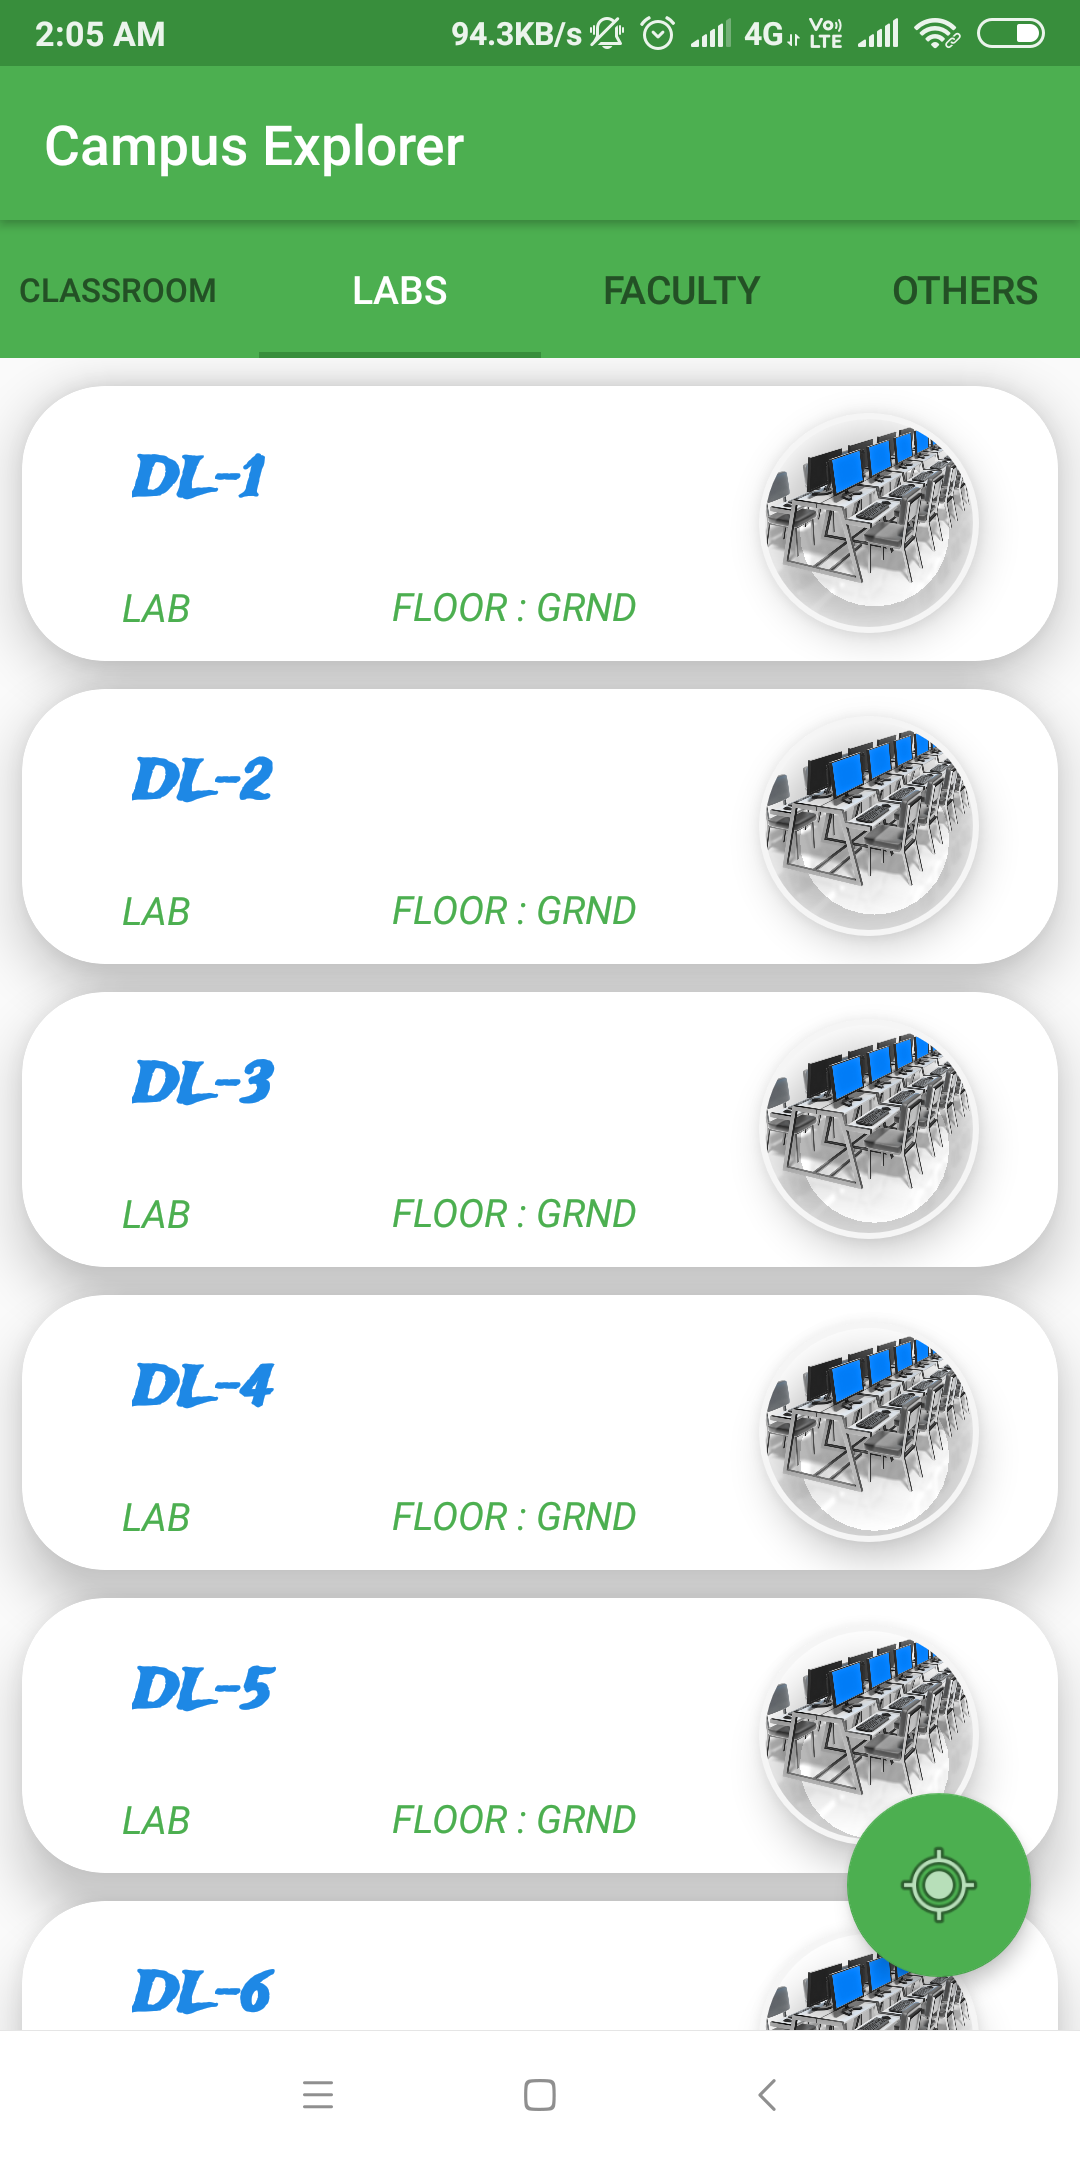 2:05 AM 94.3KB/s 4G VO) LTE
Campus Explorer
CLASSROOM LABS FACULTY OTHERS
DL-1
LAB FLOOR : GRND
DL-2
LAB FLOOR : GRND
DL-3
LAB FLOOR : GRND
DL-4
LAB FLOOR : GRND
DL-5
LAB FLOOR : GRND
DL-6